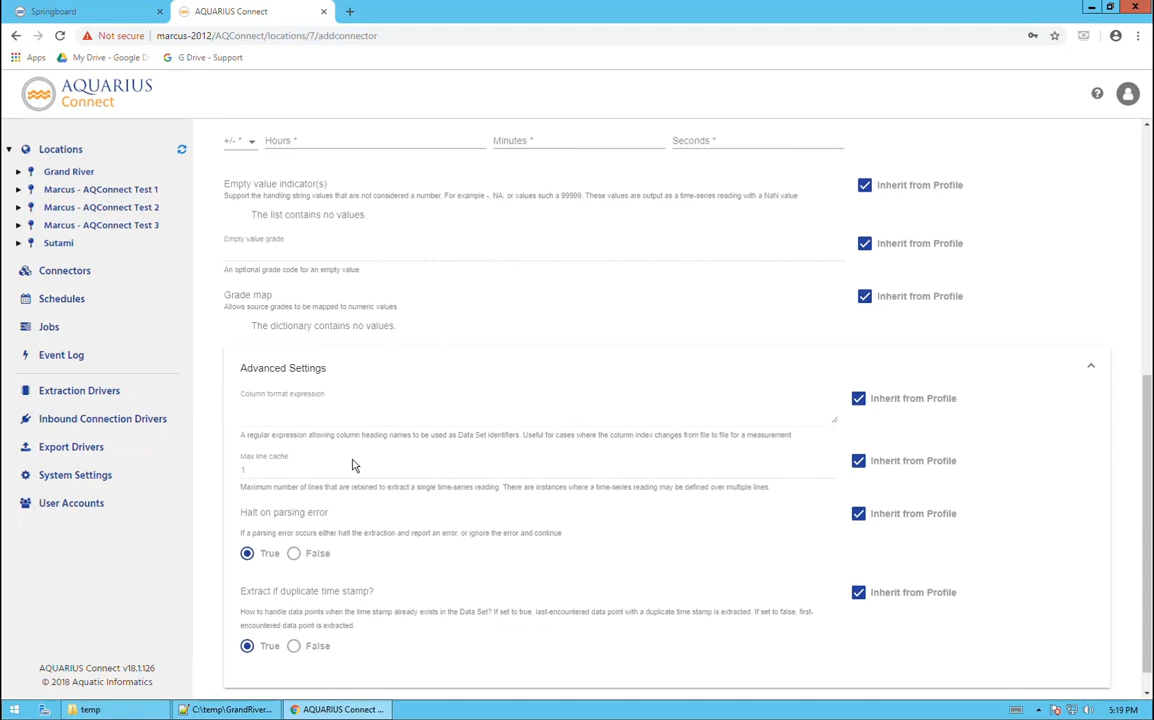 Springboard
AQUARIUS Connect
Not secure | marcus-2012/AQConnect/locations/7/addconnector
Apps My Drive - Google D G Drive - Support
AQUARIUS
Connect
Locations
Grand River
Marcus - AQConnect Test 1
Marcus - AQConnect Test 2
Marcus - AQConnect Test 3
Sutami
Connectors
Schedules
Jobs
Event Log
Extraction Drivers
Inbound Connection Drivers
Export Drivers
System Settings
User Accounts
AQUARIUS Connect v18.1.126
© 2018 Aquatic Informatics
+/- * Hours * Minutes * Seconds *
Empty value indicator(s)
Inherit from Profile
Support the handling string values that are not considered a number. For example -, NA, or values such a 99999. These values are output as a time-series reading with a NaN value
The list contains no values.
Empty value grade
Inherit from Profile
An optional grade code for an empty value
Grade map
Inherit from Profile
Allows source grades to be mapped to numeric values
The dictionary contains no values.
Advanced Settings
Column format expression
Inherit from Profile
A regular expression allowing column heading names to be used as Data Set identifiers. Useful for cases where the column index changes from file to file for a measurement
Max line cache
Inherit from Profile
1
Maximum number of lines that are retained to extract a single time-series reading. There are instances where a time-series reading may be defined over multiple lines.
Halt on parsing error
Inherit from Profile
If a parsing error occurs either halt the extraction and report an error, or ignore the error and continue
True False
Extract if duplicate time stamp?
Inherit from Profile
How to handle data points when the time stamp already exists in the Data Set? If set to true, last-encountered data point with a duplicate time stamp is extracted. If set to false, first-
encountered data point is extracted.
True False
temp
C:\temp\GrandRiver...
AQUARIUS Connect ...
5:19 PM